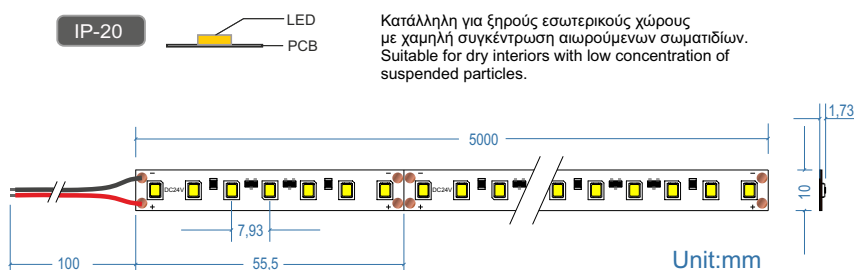 IP-20
LED
PCB
Κατάλληλη για ξηρούς εσωτερικούς χώρους
με χαμηλή συγκέντρωση αιωρούμενων σωματιδίων.
Suitable for dry interiors with low concentration of
suspended particles.
5000
1,73
DC24V
DC24V
10
7,93
100
55,5
Unit:mm